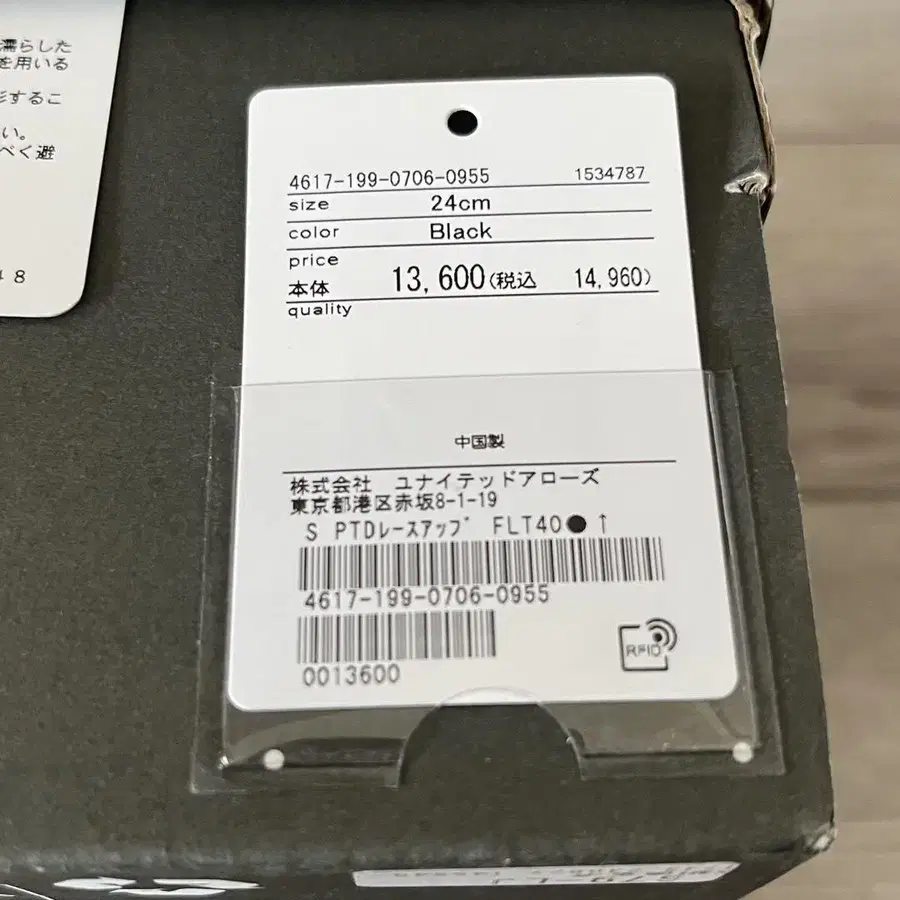 濡らした
を用いる
形するこ
い。
べく避
4 8
4617-199-0706-0955 1534787
size 24cm
color Black
price
本体 13,600(税込 14,960)
quality
中国製
株式会社 ユナイテッドアローズ
東京都港区赤坂8-1-19
S PTDレースアップ FLT40●↑
4617-199-0706-0955
0013600
RFID